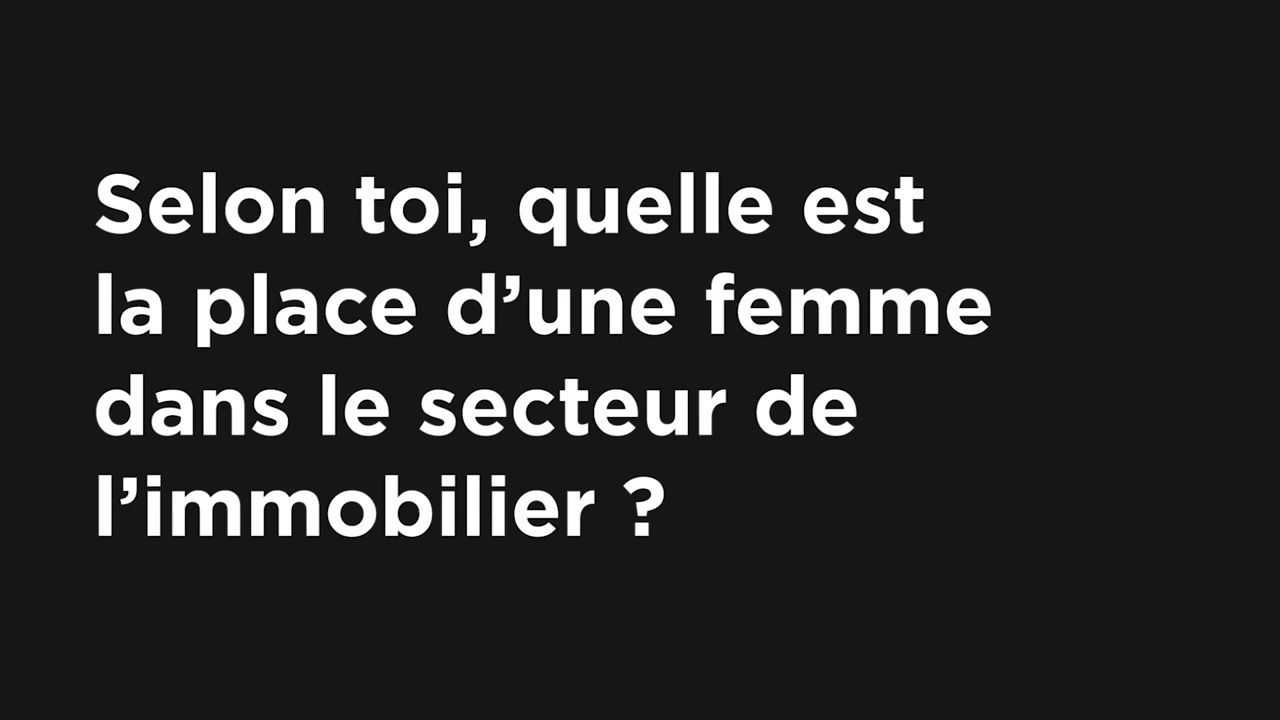 Selon toi, quelle est
la place d’une femme
dans le secteur de
l’immobilier ?